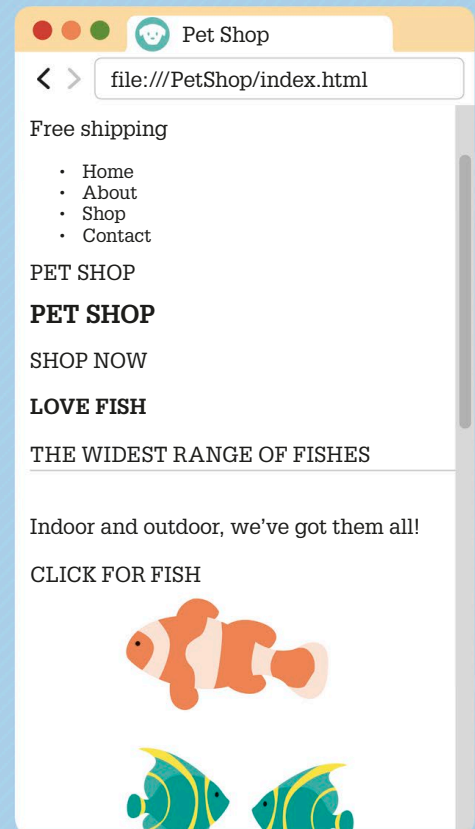 Pet Shop
file:///PetShop/index.html
Free shipping
• Home
• About
• Shop
• Contact
PET SHOP
PET SHOP
SHOP NOW
LOVE FISH
THE WIDEST RANGE OF FISHES
Indoor and outdoor, we’ve got them all!
CLICK FOR FISH